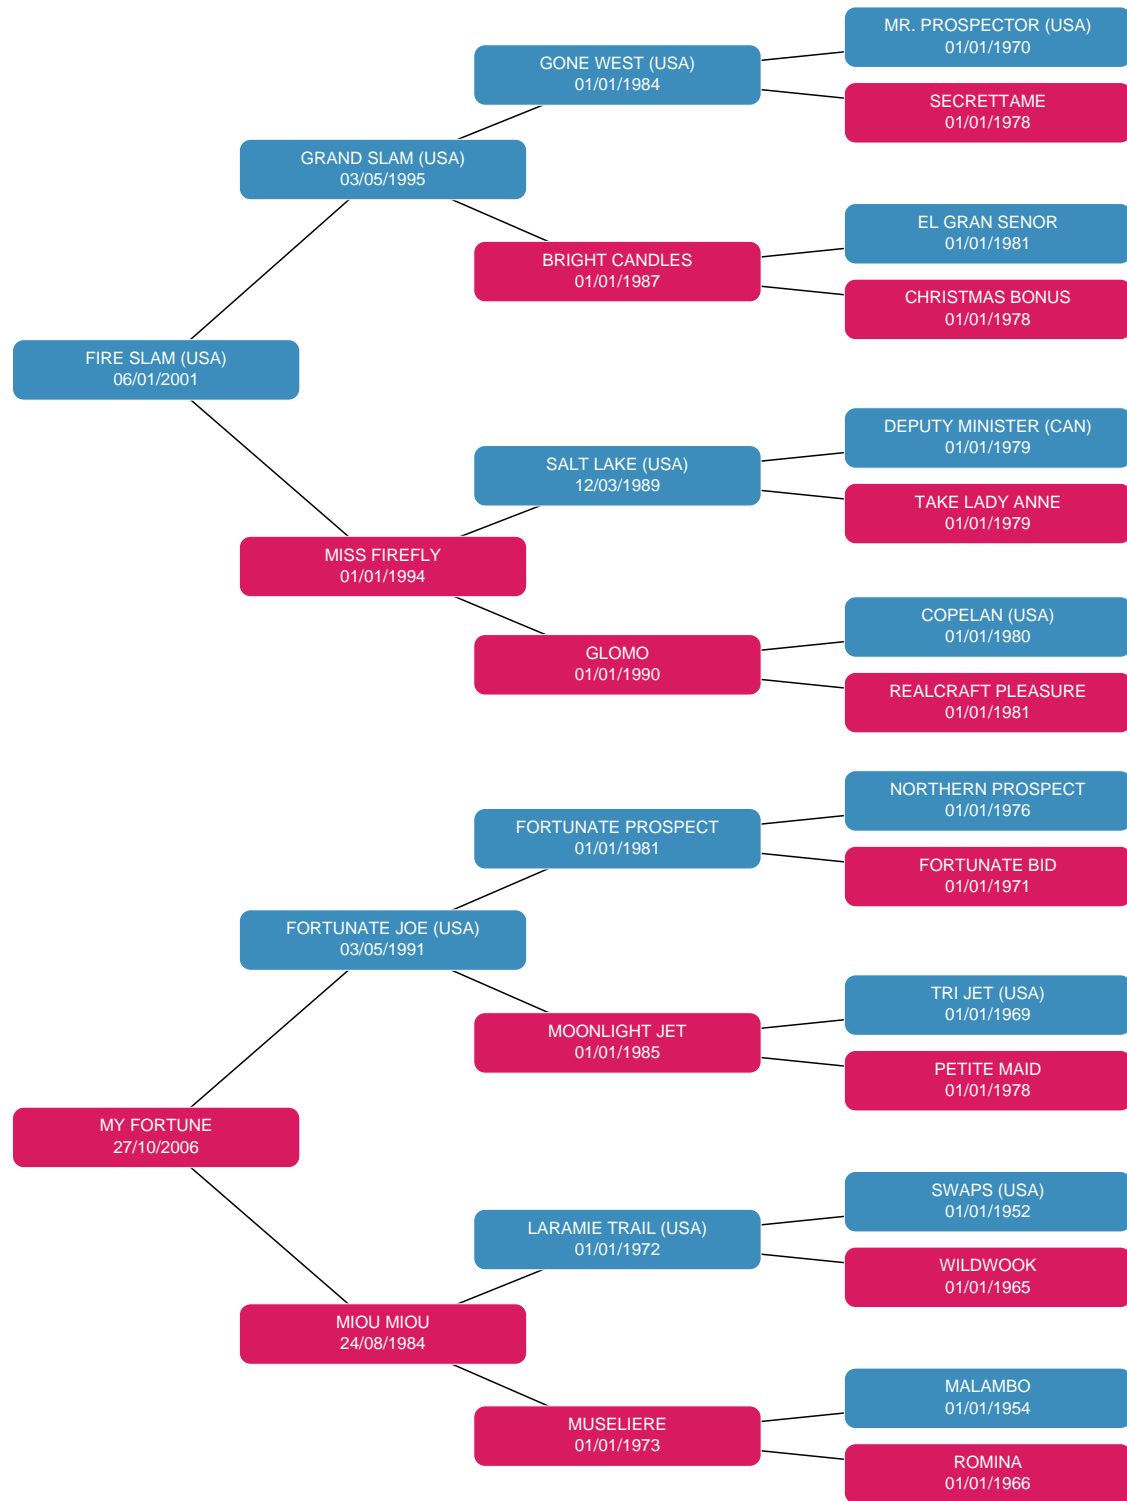 MR. PROSPECTOR (USA)
01/01/1970
GONE WEST (USA)
01/01/1984
SECRETTAME
01/01/1978
GRAND SLAM (USA)
03/05/1995
EL GRAN SENOR
01/01/1981
BRIGHT CANDLES
01/01/1987
CHRISTMAS BONUS
01/01/1978
FIRE SLAM (USA)
06/01/2001
DEPUTY MINISTER (CAN)
01/01/1979
SALT LAKE (USA)
12/03/1989
TAKE LADY ANNE
01/01/1979
MISS FIREFLY
01/01/1994
COPELAN (USA)
01/01/1980
GLOMO
01/01/1990
REALCRAFT PLEASURE
01/01/1981
NORTHERN PROSPECT
01/01/1976
FORTUNATE PROSPECT
01/01/1981
FORTUNATE BID
01/01/1971
FORTUNATE JOE (USA)
03/05/1991
TRI JET (USA)
01/01/1969
MOONLIGHT JET
01/01/1985
PETITE MAID
01/01/1978
MY FORTUNE
27/10/2006
SWAPS (USA)
01/01/1952
LARAMIE TRAIL (USA)
01/01/1972
WILDWOOK
01/01/1965
MIOU MIOU
24/08/1984
MALAMBO
01/01/1954
MUSELIERE
01/01/1973
ROMINA
01/01/1966